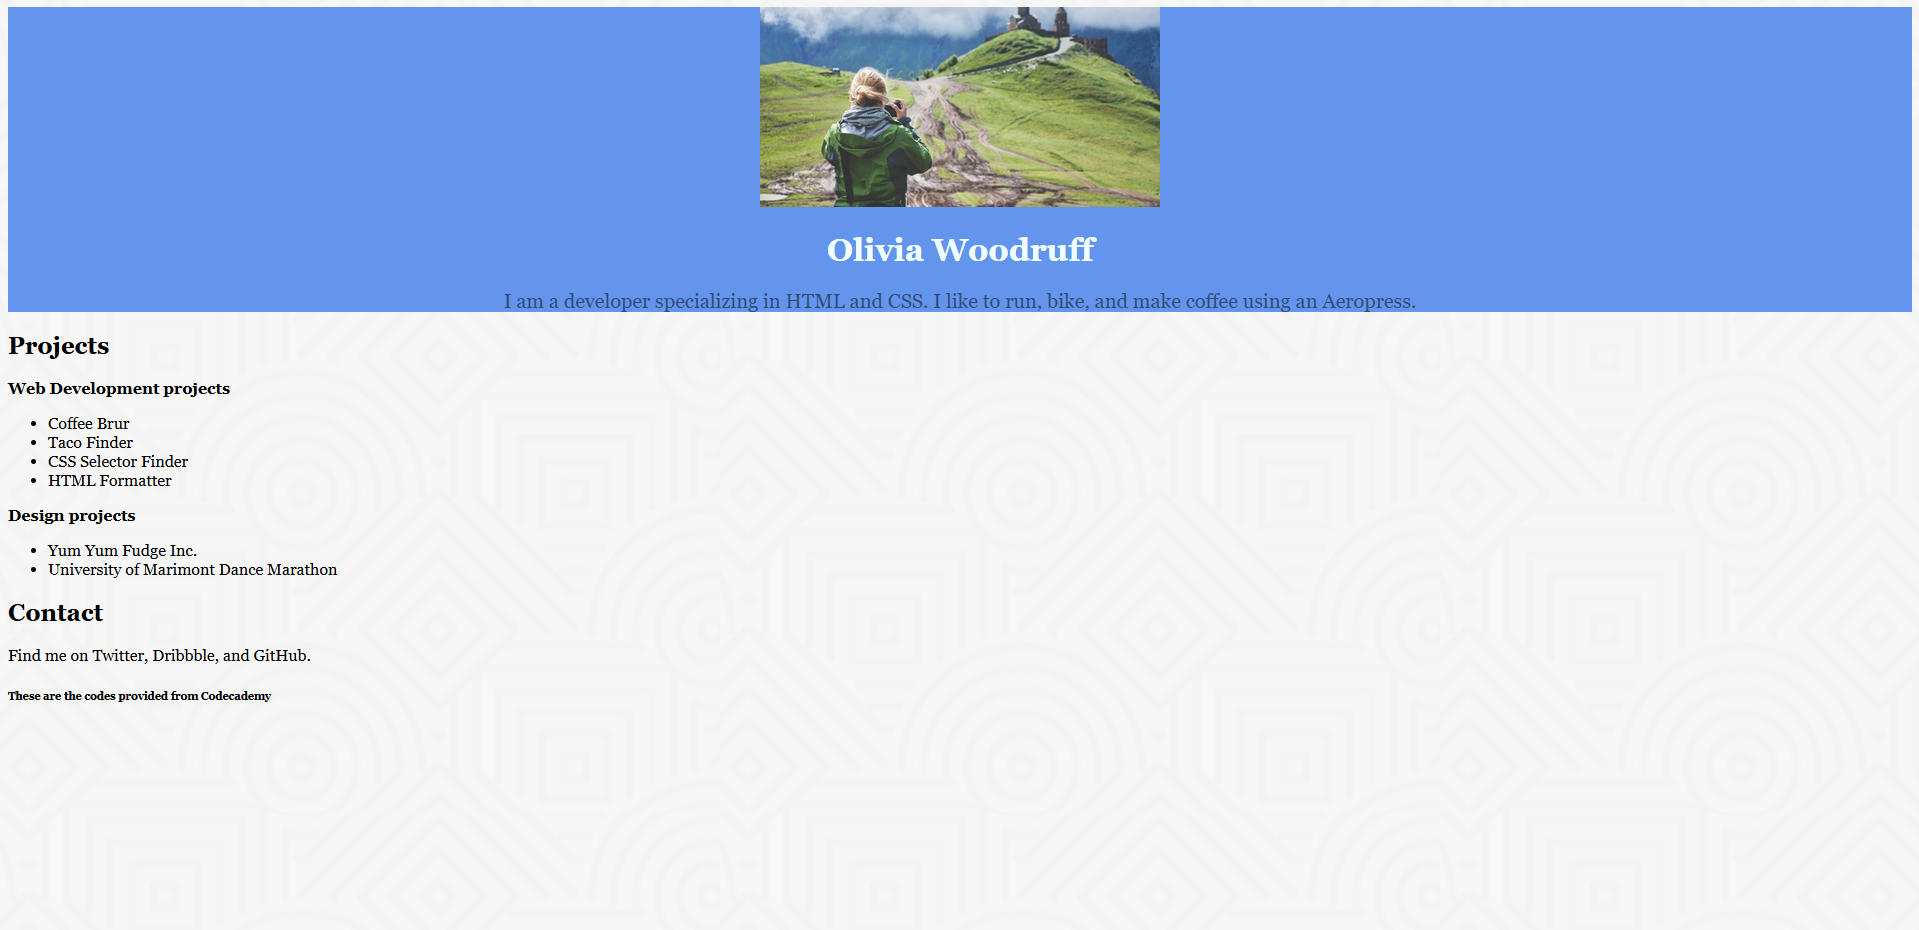 Olivia Woodruff
I am a developer specializing in HTML and CSS. I like to run, bike, and make coffee using an Aeropress.
Projects
Web Development projects
• Coffee Brur
• Taco Finder
• CSS Selector Finder
• HTML Formatter
Design projects
• Yum Yum Fudge Inc.
• University of Marimont Dance Marathon
Contact
Find me on Twitter, Dribbble, and GitHub.
These are the codes provided from Codecademy